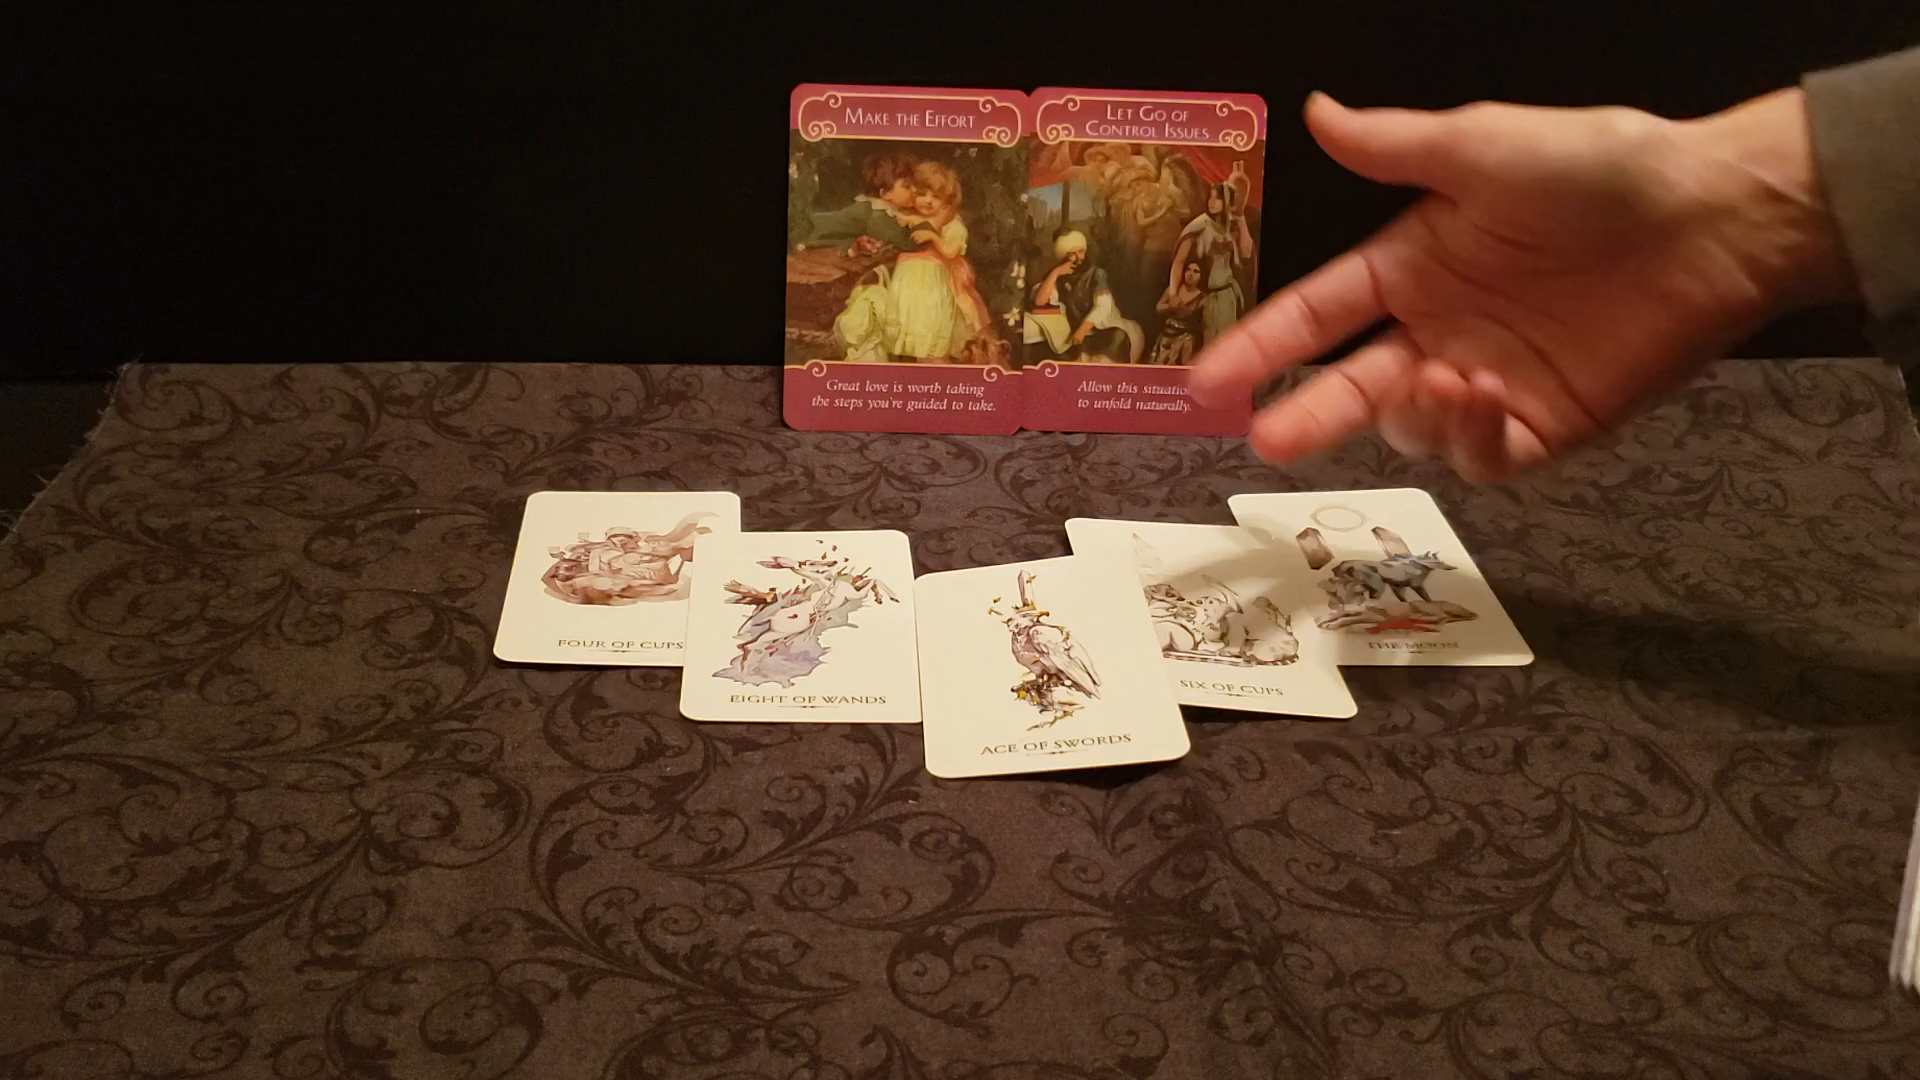 MAKE THE EFFORT
Great love is worth taking
the steps you're guided to take.
LET GO OF
CONTROL ISSUES
Allow this situation
to unfold naturally.
FOUR OF CUPS
EIGHT OF WANDS
ACE OF SWORDS
SIX OF CUPS
THE MOON